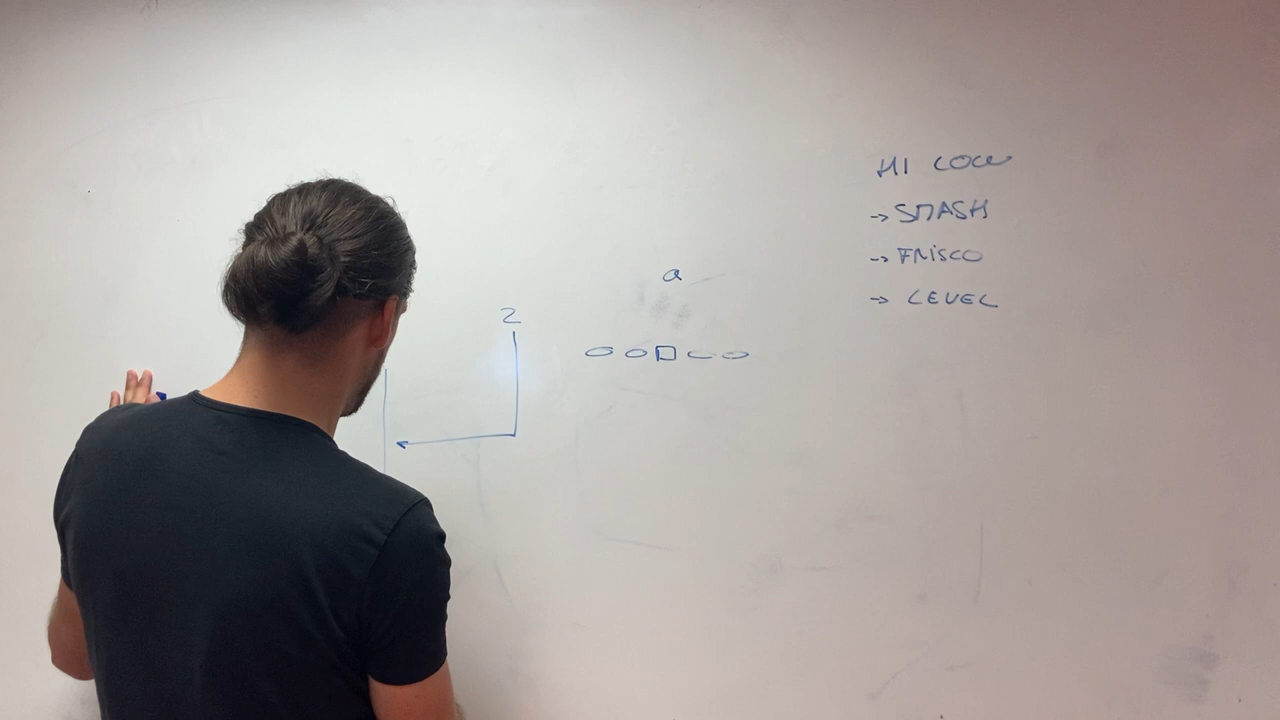 HI LOW
→ SMASH
→ FRISCO
→ LEVEL
Q
2